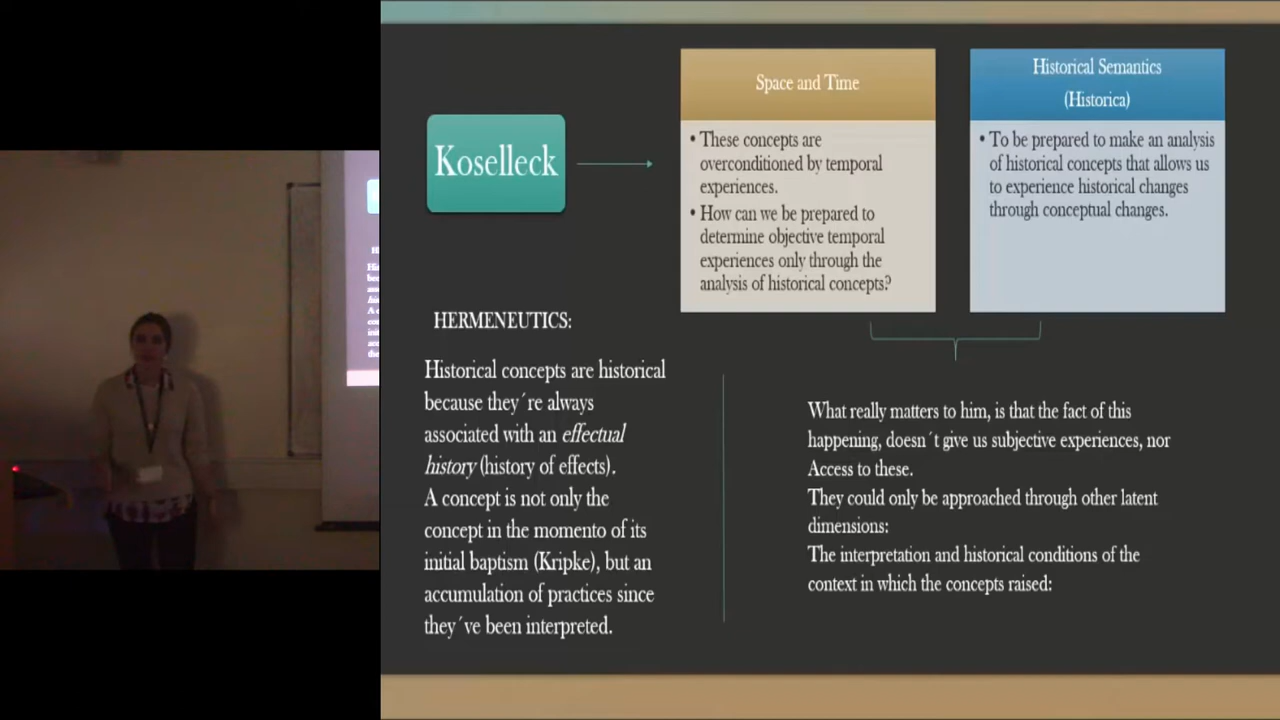 Koselleck
Space and Time
• These concepts are
overconditioned by temporal
experiences.
• How can we be prepared to
determine objective temporal
experiences only through the
analysis of historical concepts?
Historical Semantics
(Historica)
• To be prepared to make an analysis
of historical concepts that allows us
to experience historical changes
through conceptual changes.
HERMENEUTICS:
Historical concepts are historical
because they´re always
associated with an effectual
history (history of effects).
A concept is not only the
concept in the momento of its
initial baptism (Kripke), but an
accumulation of practices since
they´ve been interpreted.
What really matters to him, is that the fact of this
happening, doesn´t give us subjective experiences, nor
Access to these.
They could only be approached through other latent
dimensions:
The interpretation and historical conditions of the
context in which the concepts raised: